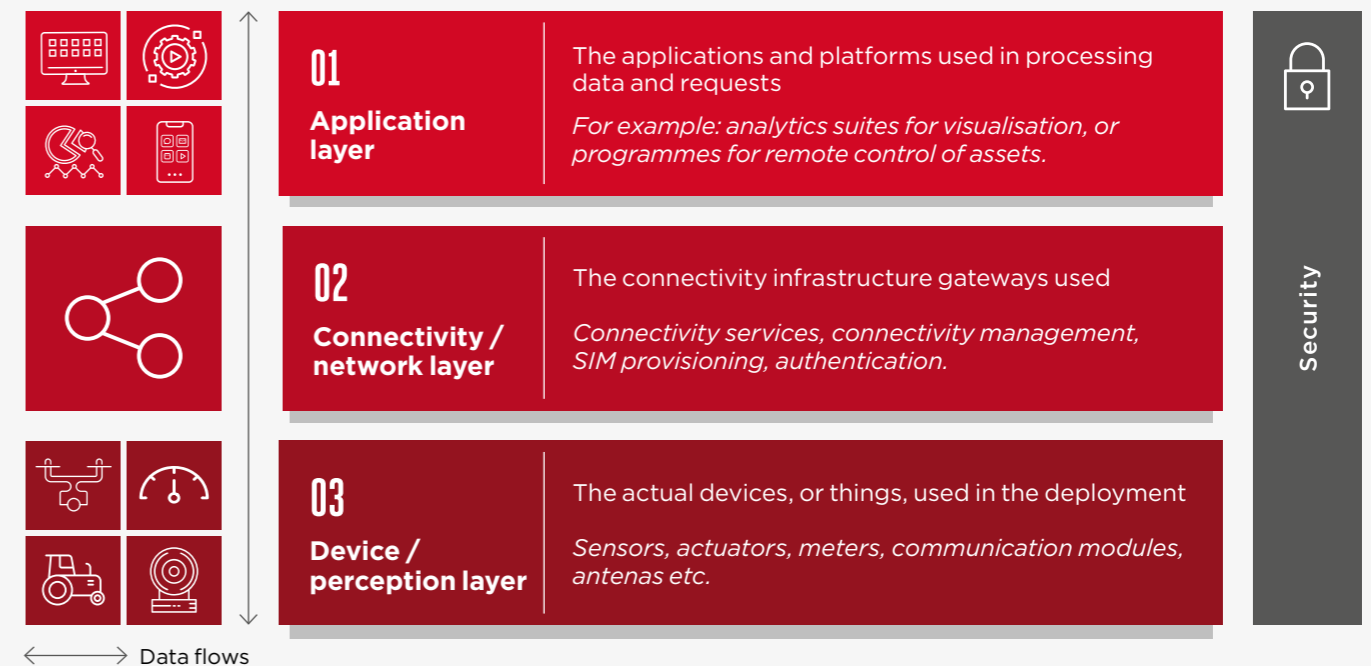 01
Application
layer
The applications and platforms used in processing
data and requests
For example: analytics suites for visualisation, or
programmes for remote control of assets.
02
Connectivity /
network layer
The connectivity infrastructure gateways used
Connectivity services, connectivity management,
SIM provisioning, authentication.
03
Device /
perception layer
The actual devices, or things, used in the deployment
Sensors, actuators, meters, communication modules,
antenas etc.
Security
Data flows